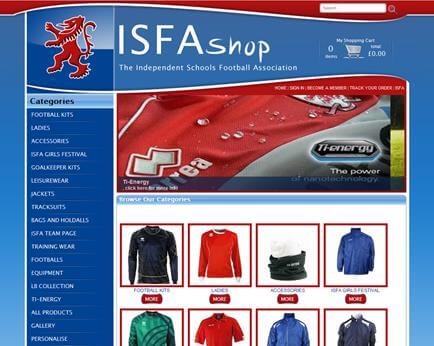 ISFA shop
The Independent Schools Football Association
My Shopping Cart
0 items
total £0.00
HOME | SIGN IN | BECOME A MEMBER | TRACK YOUR ORDER | ISFA
Categories
FOOTBALL KITS
LADIES
ACCESSORIES
ISFA GIRLS FESTIVAL
GOALKEEPER KITS
LEISUREWEAR
JACKETS
TRACKSUITS
BAGS AND HOLDALLS
ISFA TEAM PAGE
TRAINING WEAR
FOOTBALLS
EQUIPMENT
LB COLLECTION
TI-ENERGY
ALL PRODUCTS
GALLERY
PERSONALISE
Ti-energy
The power
of nanotechnology.
Ti-Energy
click here for more info
Browse Our Categories
FOOTBALL KITS
LADIES
ACCESSORIES
ISFA GIRLS FESTIVAL
MORE
MORE
MORE
MORE